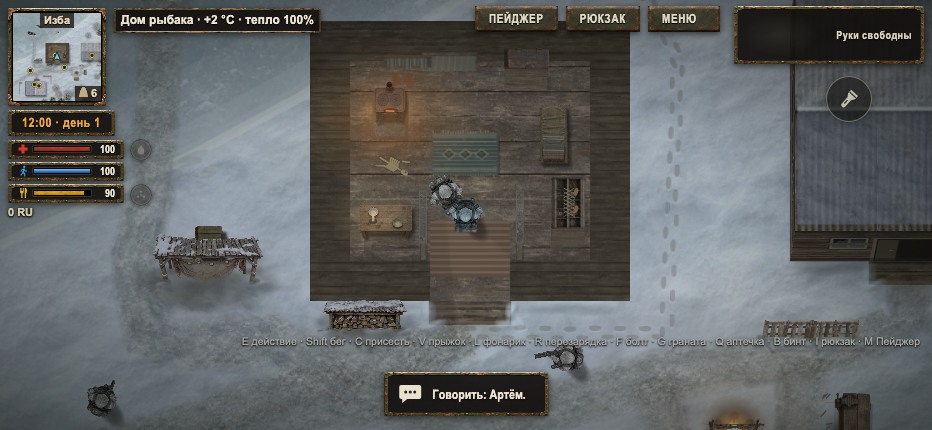 Изба
Дом рыбака · +2 °C · тепло 100%
ПЕЙДЖЕР
РЮКЗАК
МЕНЮ
Руки свободны
6
12:00 · день 1
100
100
90
0 RU
E действие · Shift бег · C присесть · V прыжок · L фонарик · R перезарядка · F болт · G граната · Q аптечка · B бинт · I рюкзак · M Пейджер
Говорить: Артём.